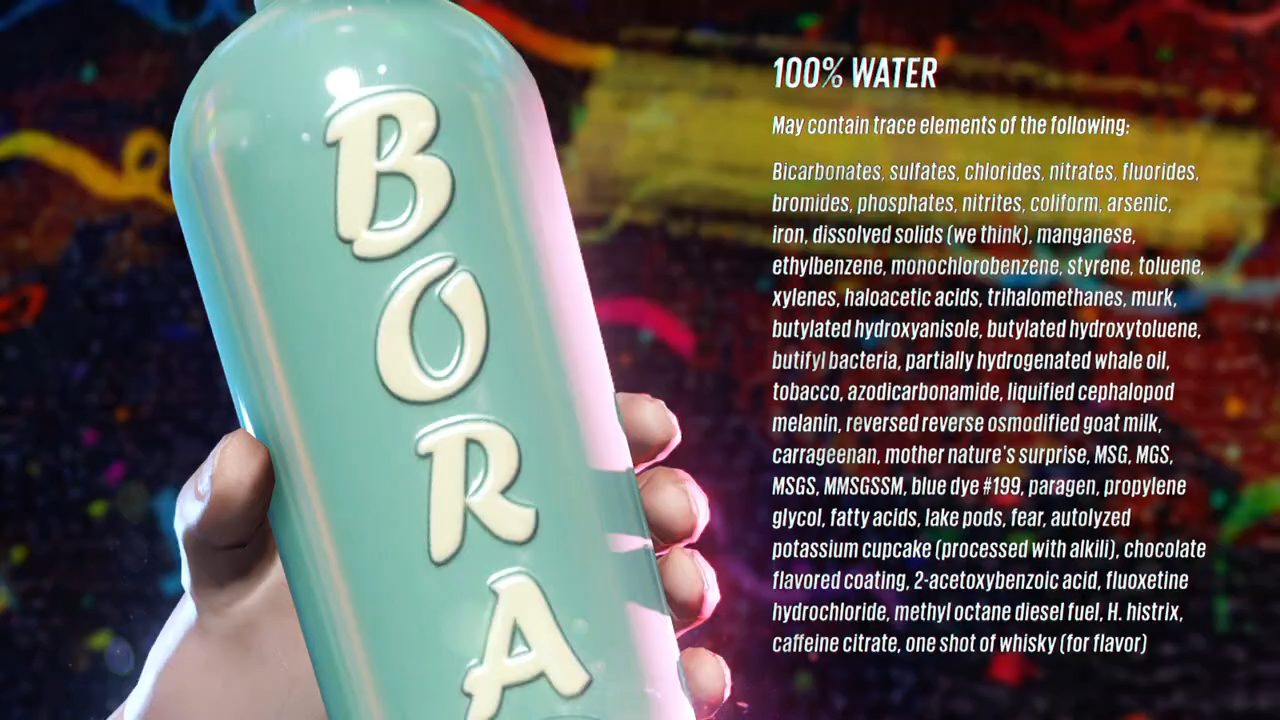 BORA
100% WATER
May contain trace elements of the following:
Bicarbonates, sulfates, chlorides, nitrates, fluorides,
bromides, phosphates, nitrites, coliform, arsenic,
iron, dissolved solids (we think), manganese,
ethylbenzene, monochlorobenzene, styrene, toluene,
xylenes, haloacetic acids, trihalomethanes, murk,
butylated hydroxyanisole, butylated hydroxytoluene,
butifyl bacteria, partially hydrogenated whale oil,
tobacco, azodicarbonamide, liquified cephalopod
melanin, reversed reverse osmodified goat milk,
carrageenan, mother nature's surprise, MSG, MGS,
MSGS, MMSGSSM, blue dye #199, paragen, propylene
glycol, fatty acids, lake pods, fear, autolyzed
potassium cupcake (processed with alkili), chocolate
flavored coating, 2-acetoxybenzoic acid, fluoxetine
hydrochloride, methyl octane diesel fuel, H. histrix,
caffeine citrate, one shot of whisky (for flavor)